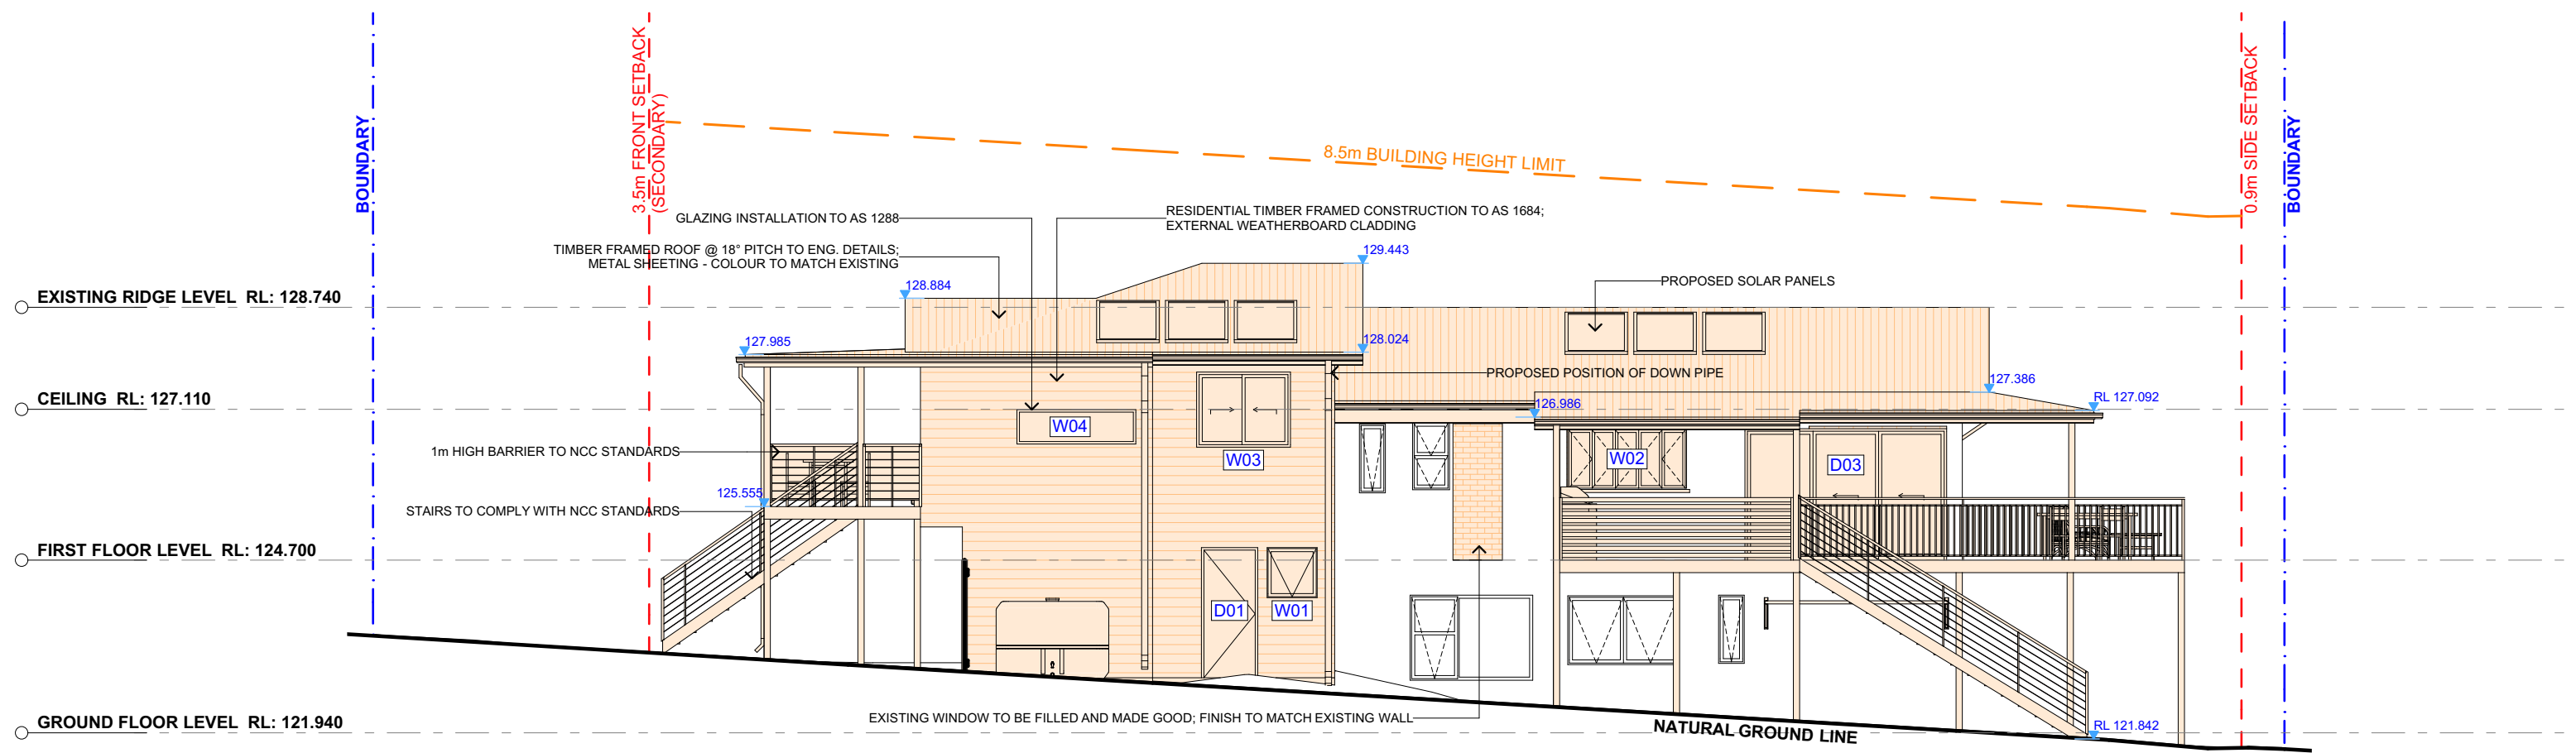 BOUNDARY
3.5m FRONT SETBACK
(SECONDARY)
8.5m BUILDING HEIGHT LIMIT
0.9m SIDE SETBACK
BOUNDARY
GLAZING INSTALLATION TO AS 1288
RESIDENTIAL TIMBER FRAMED CONSTRUCTION TO AS 1684;
EXTERNAL WEATHERBOARD CLADDING
TIMBER FRAMED ROOF @ 18° PITCH TO ENG. DETAILS;
METAL SHEETING - COLOUR TO MATCH EXISTING
129.443
128.884
PROPOSED SOLAR PANELS
EXISTING RIDGE LEVEL RL: 128.740
127.985
128.024
PROPOSED POSITION OF DOWN PIPE
127.386
CEILING RL: 127.110
126.986
RL 127.092
W04
W03
W02
D03
1m HIGH BARRIER TO NCC STANDARDS
125.555
STAIRS TO COMPLY WITH NCC STANDARDS
FIRST FLOOR LEVEL RL: 124.700
D01
W01
EXISTING WINDOW TO BE FILLED AND MADE GOOD; FINISH TO MATCH EXISTING WALL
GROUND FLOOR LEVEL RL: 121.940
NATURAL GROUND LINE
RL 121.842